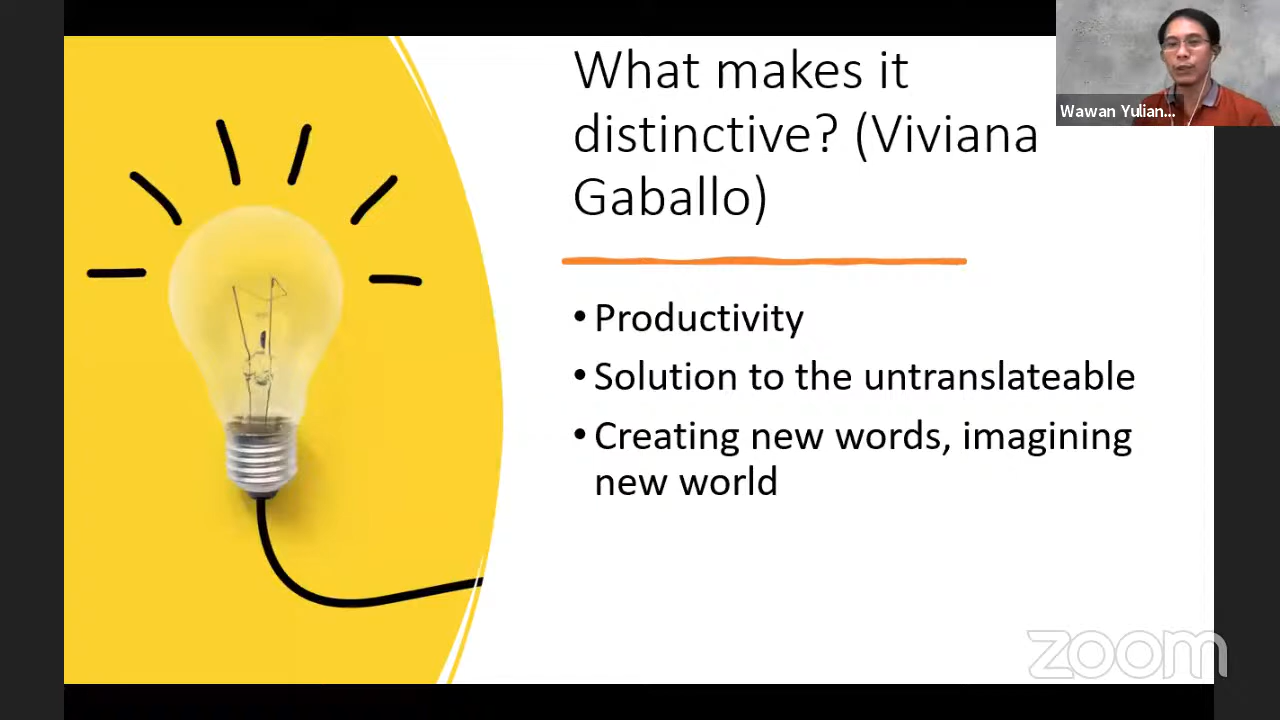 What makes it
distinctive? (Viviana
Gaballo)
• Productivity
• Solution to the untranslateable
• Creating new words, imagining
new world
Wawan Yulian...
zoom